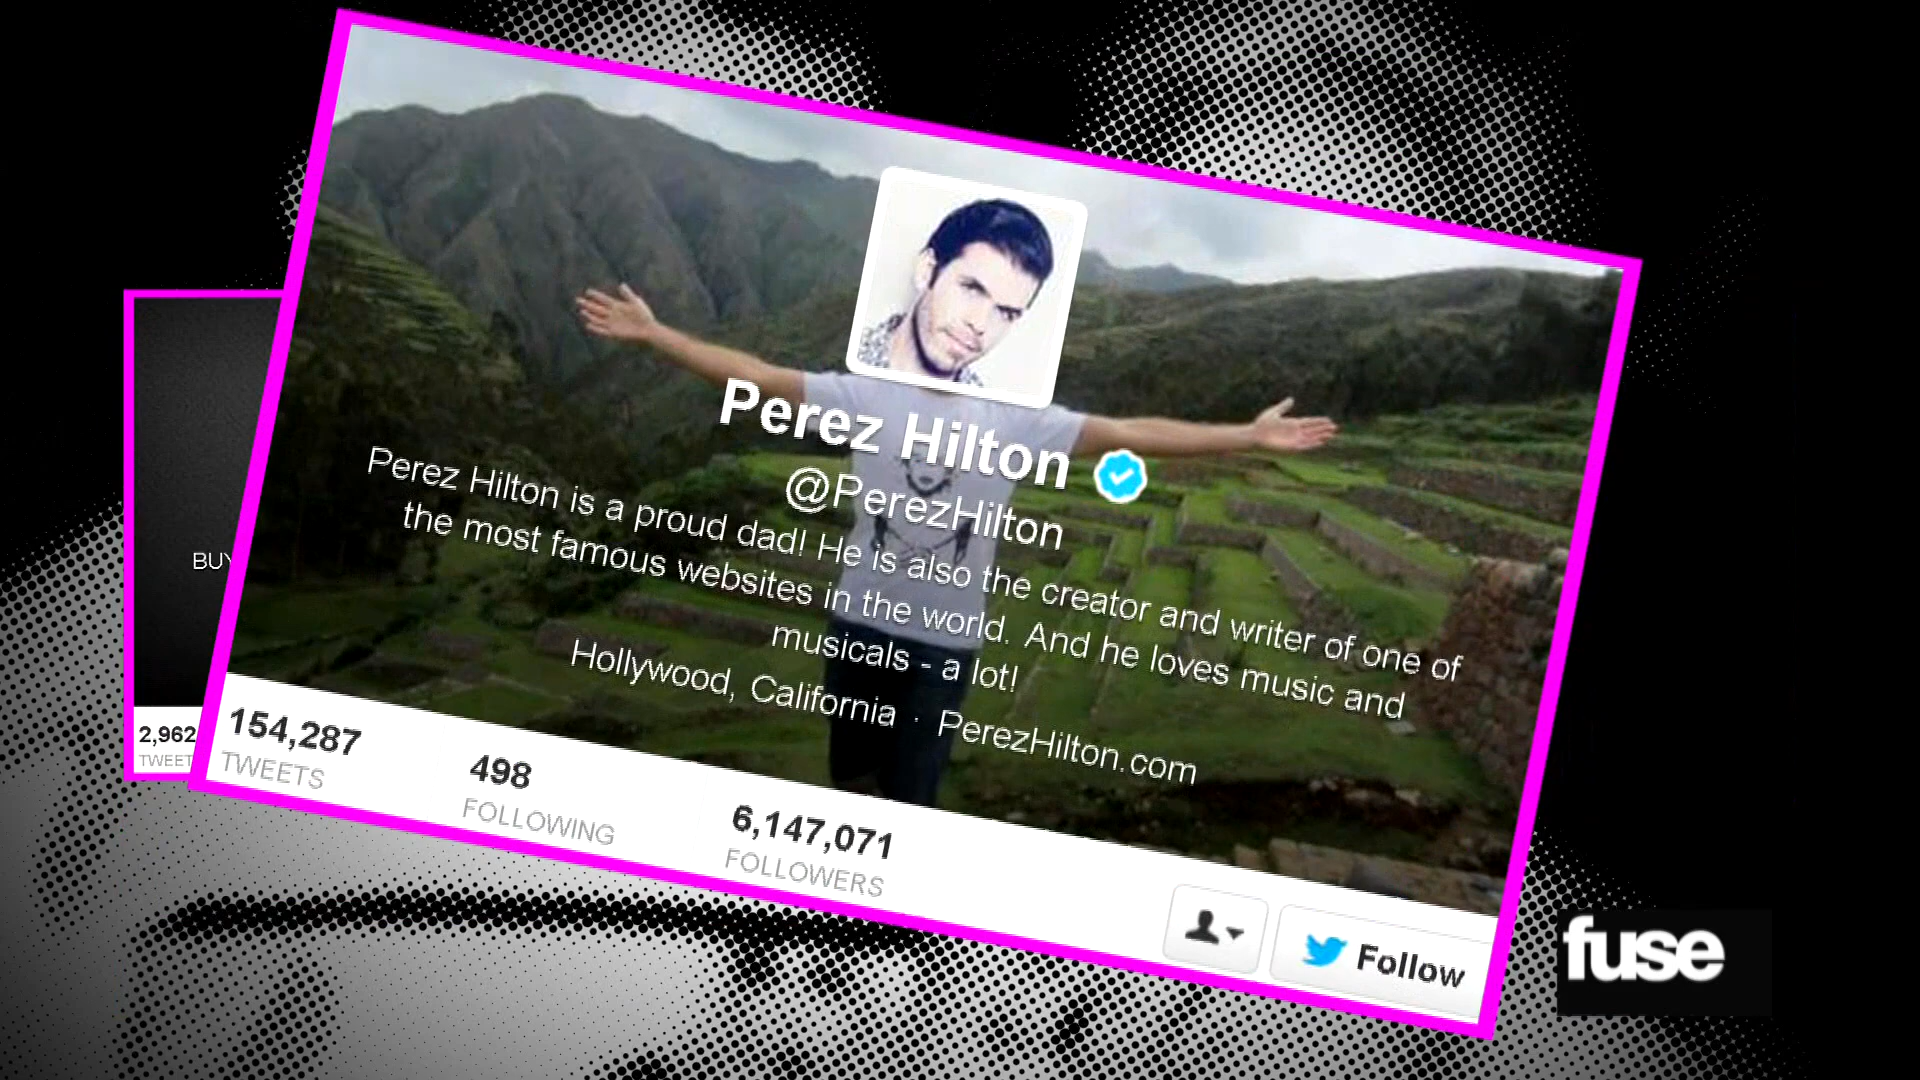 Perez Hilton
@PerezHilton
Perez Hilton is a proud dad! He is also the creator and writer of one of
the most famous websites in the world. And he loves music and
musicals - a lot!
Hollywood, California · PerezHilton.com
154,287
TWEETS
498
FOLLOWING
6,147,071
FOLLOWERS
Follow
BUY
2,962
TWEET
fuse